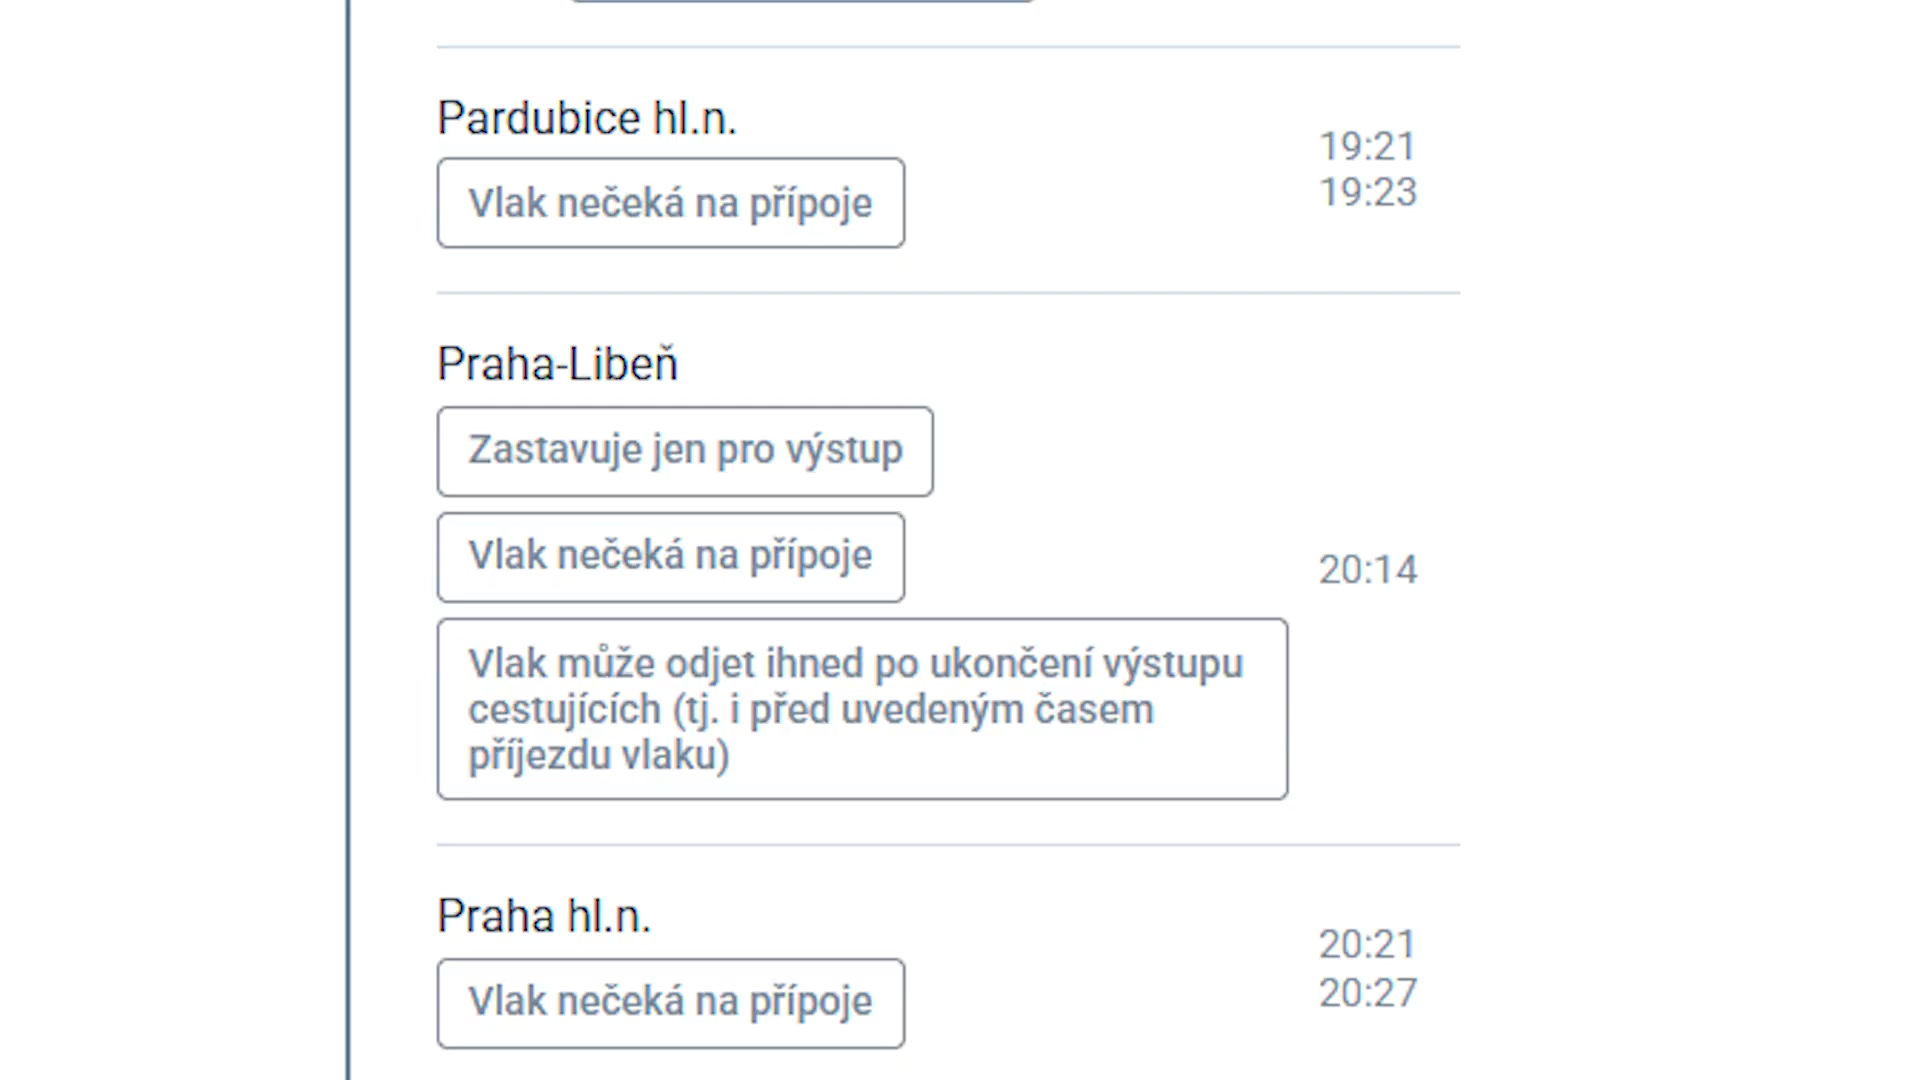 Pardubice hl.n.
19:21
Vlak nečeká na přípoje
19:23
Praha-Libeň
Zastavuje jen pro výstup
Vlak nečeká na přípoje
20:14
Vlak může odjet ihned po ukončení výstupu
cestujících (tj. i před uvedeným časem
příjezdu vlaku)
Praha hl.n.
20:21
Vlak nečeká na přípoje
20:27